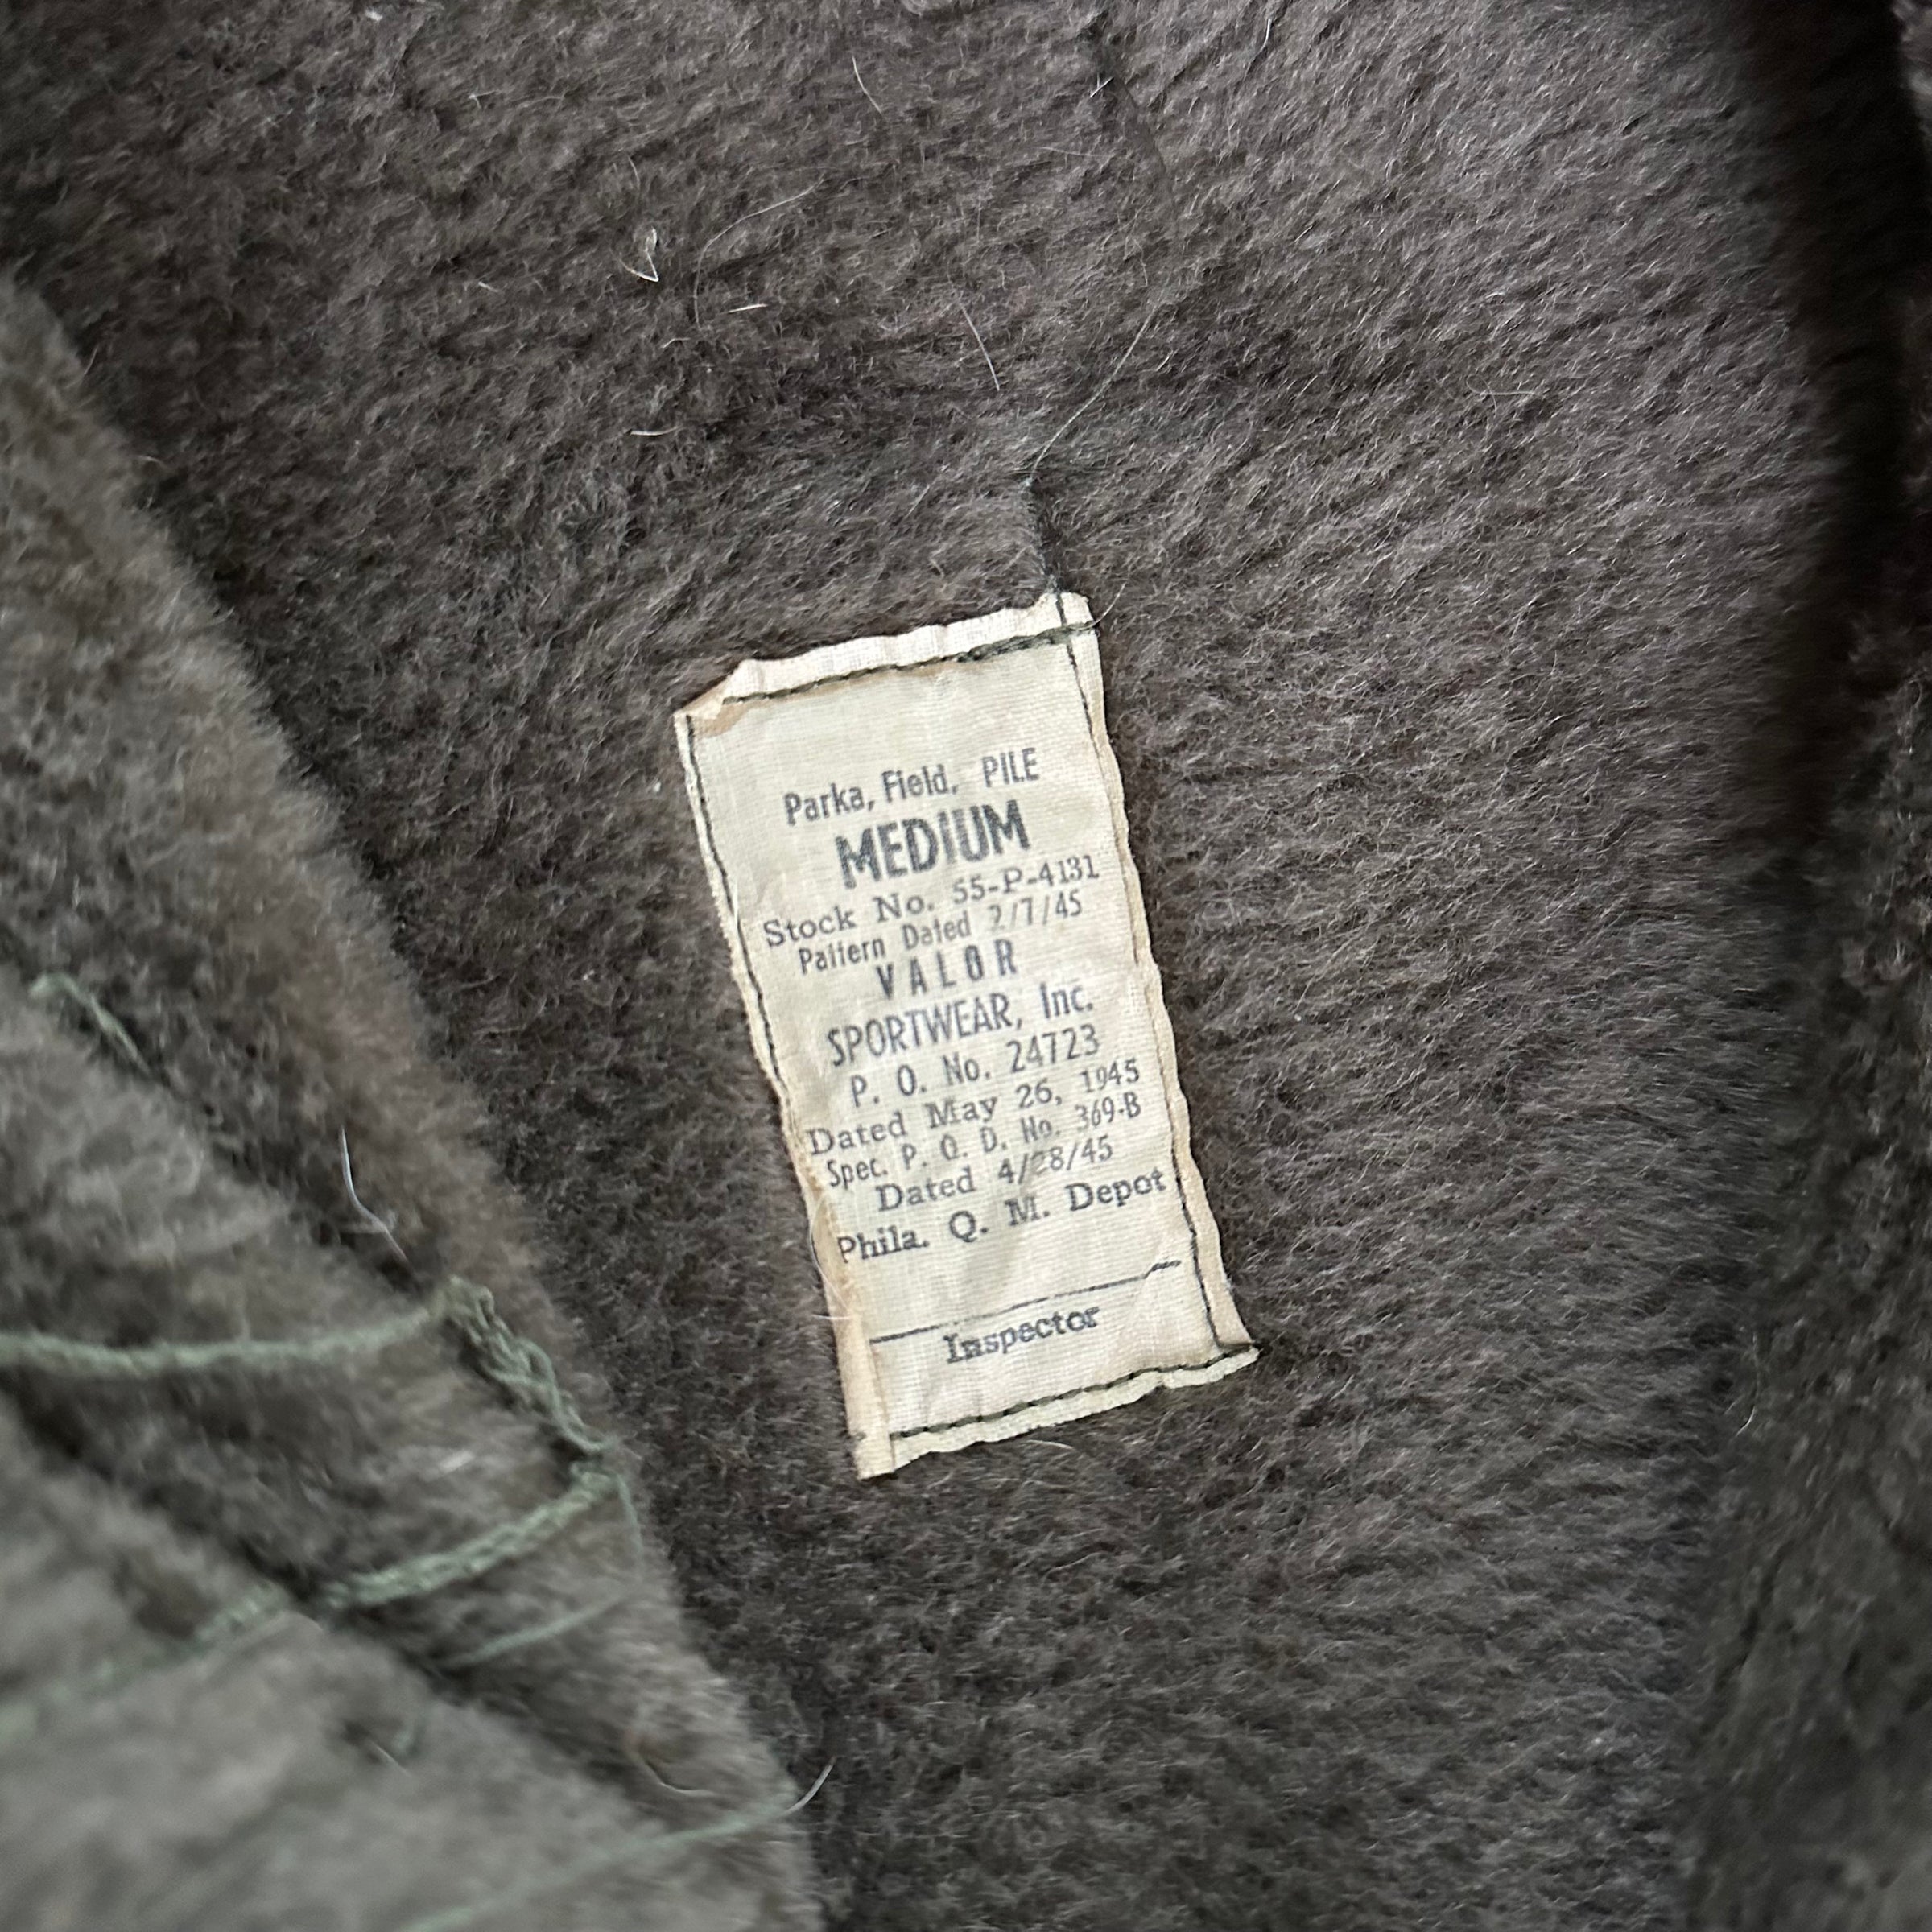 Parka, Field, PILE
MEDIUM
Stock No. 55-P-4131
Pattern Dated 2/7/45
VALOR
SPORTWEAR, Inc.
P. O. No. 24723
Dated May 26, 1945
Spec. P. Q. D. No. 369-B
Dated 4/28/45
Phila. Q. M. Depot
Inspector